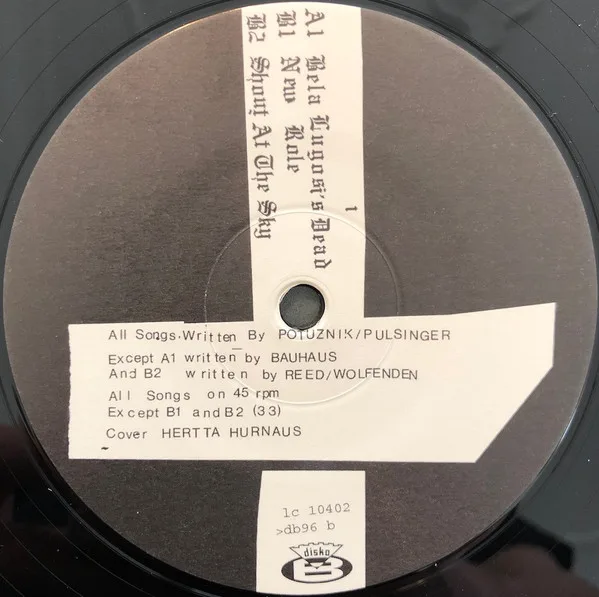 A1 Bela Lugosi's Dead
B1 New Role
B2 Shout At The Sky
1
All Songs Written By POTUZNIK/PULSINGER
Except A1 written by BAUHAUS
And B2 written by REED/WOLFENDEN
All Songs on 45 rpm
Except B1 and B2 (33)
Cover HERTTA HURNAUS
lc 10402
>db96 b
disko
B